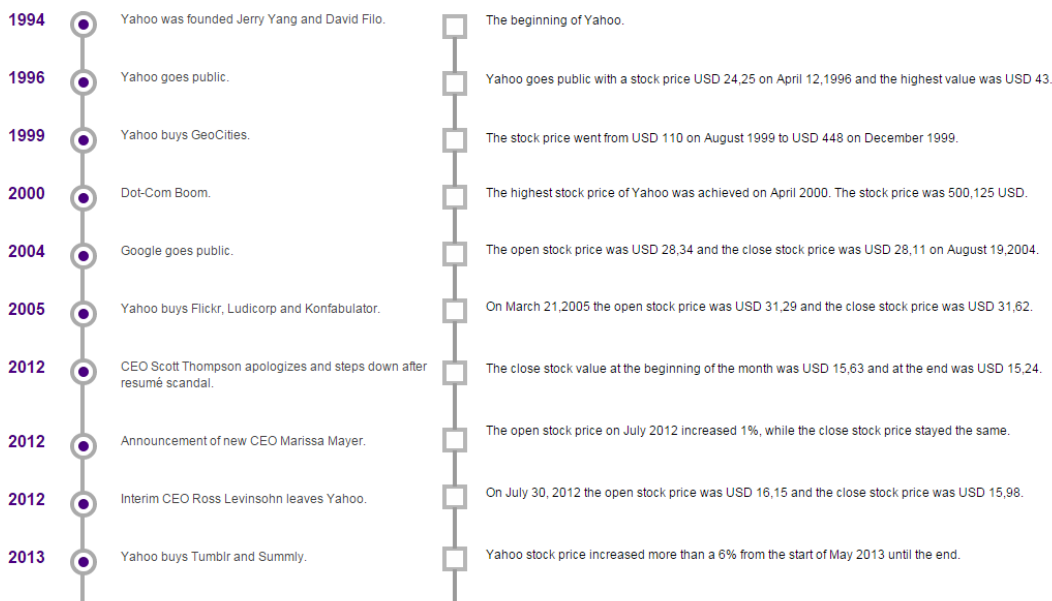 1994
Yahoo was founded Jerry Yang and David Filo.
The beginning of Yahoo.
1996
Yahoo goes public.
Yahoo goes public with a stock price USD 24,25 on April 12,1996 and the highest value was USD 43.
1999
Yahoo buys GeoCities.
The stock price went from USD 110 on August 1999 to USD 448 on December 1999.
2000
Dot-Com Boom.
The highest stock price of Yahoo was achieved on April 2000. The stock price was 500,125 USD.
2004
Google goes public.
The open stock price was USD 28,34 and the close stock price was USD 28,11 on August 19,2004.
2005
Yahoo buys Flickr, Ludicorp and Konfabulator.
On March 21,2005 the open stock price was USD 31,29 and the close stock price was USD 31,62.
2012
CEO Scott Thompson apologizes and steps down after
resumé scandal.
The close stock value at the beginning of the month was USD 15,63 and at the end was USD 15,24.
2012
Announcement of new CEO Marissa Mayer.
The open stock price on July 2012 increased 1%, while the close stock price stayed the same.
2012
Interim CEO Ross Levinsohn leaves Yahoo.
On July 30, 2012 the open stock price was USD 16,15 and the close stock price was USD 15,98.
2013
Yahoo buys Tumblr and Summly.
Yahoo stock price increased more than a 6% from the start of May 2013 until the end.